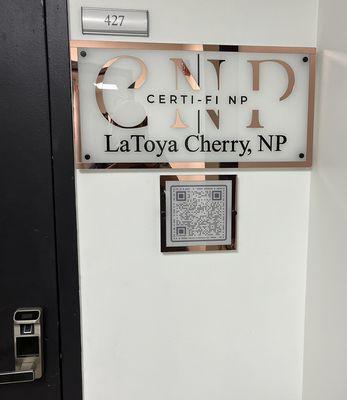 427
CNP
CERTI-FI NP
LaToya Cherry, NP